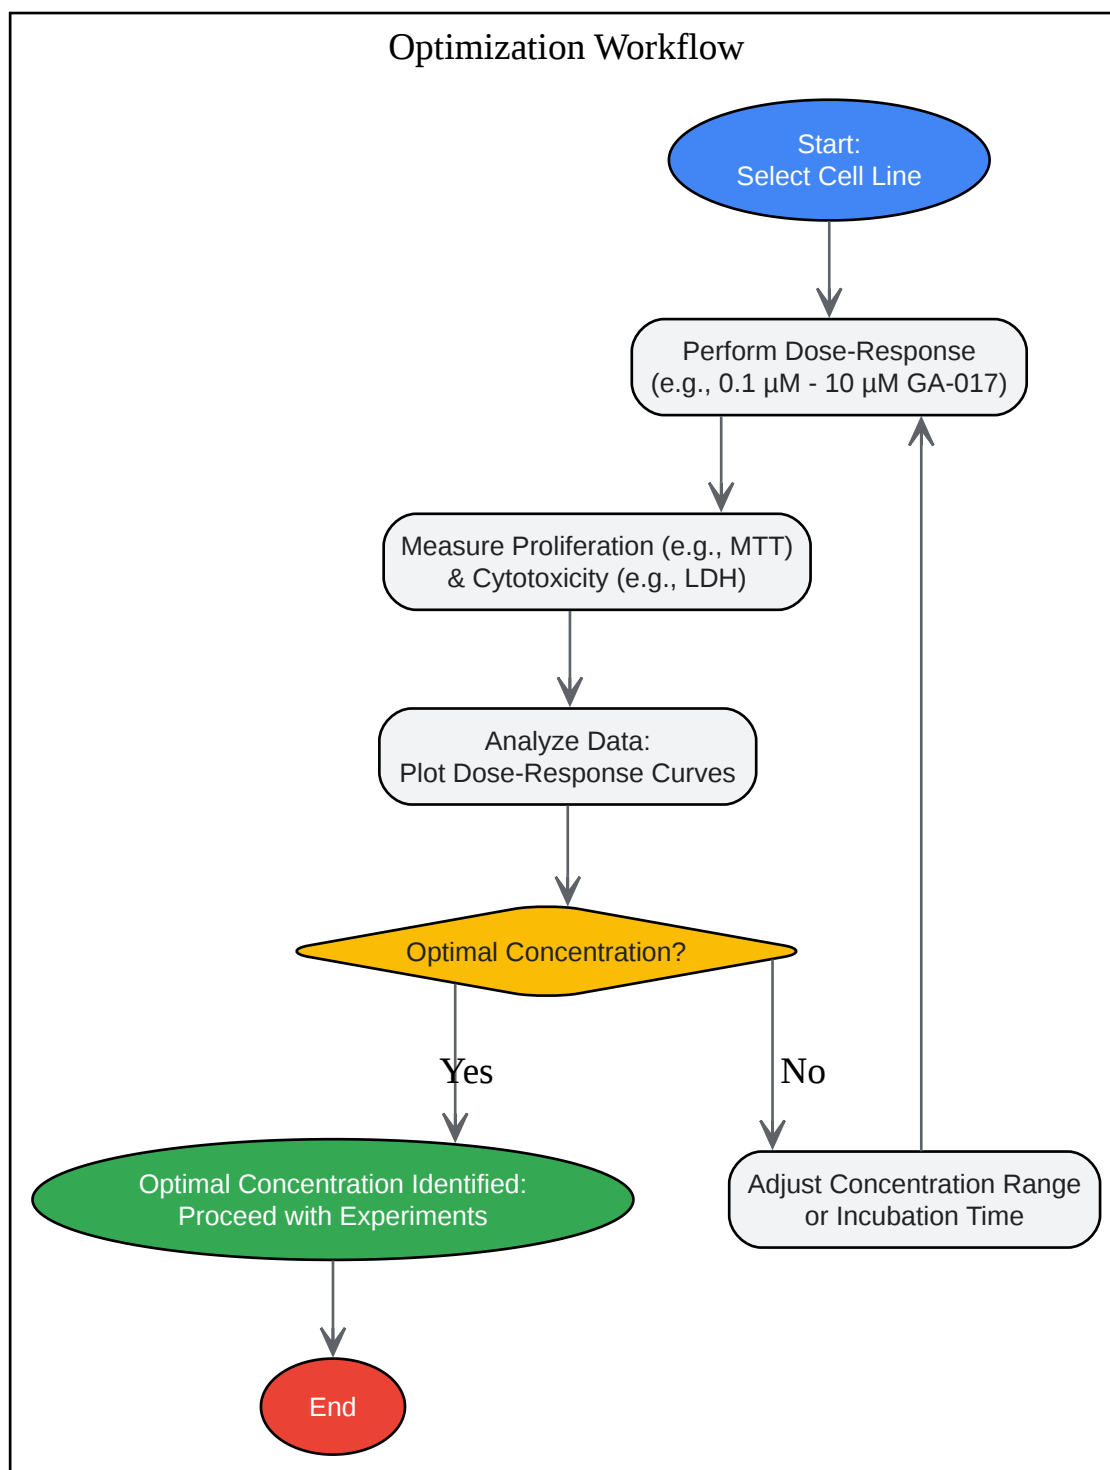 Optimization Workflow
Start:
Select Cell Line
Perform Dose-Response
(e.g., 0.1 µM - 10 µM GA-017)
Measure Proliferation (e.g., MTT)
& Cytotoxicity (e.g., LDH)
Analyze Data:
Plot Dose-Response Curves
Optimal Concentration?
Yes
No
Optimal Concentration Identified:
Proceed with Experiments
Adjust Concentration Range
or Incubation Time
End